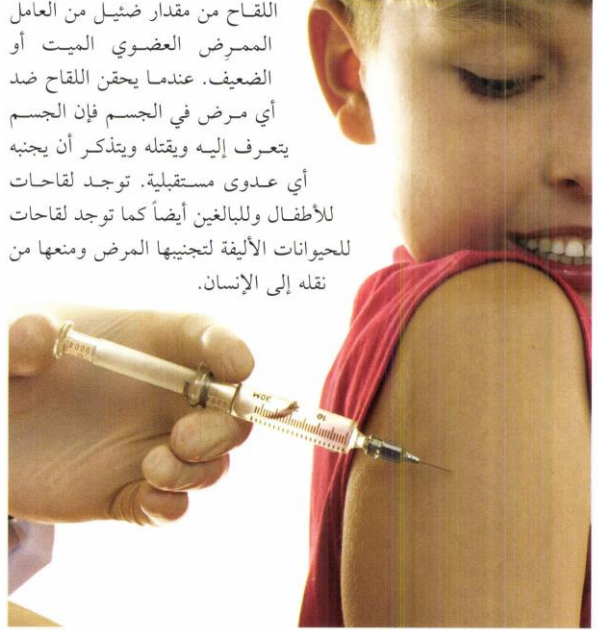 اللقاح من مقدار ضئيل من العامل
الممرِض العضوي الميت أو
الضعيف. عندما يحقن اللقاح ضد
أي مرض في الجسم فإن الجسم
يتعرف إليه ويقتله ويتذكر أن يجنبه
أي عدوى مستقبلية. توجد لقاحات
للأطفال وللبالغين أيضاً كما توجد لقاحات
للحيوانات الأليفة لتجنيبها المرض ومنعها من
نقله إلى الإنسان.